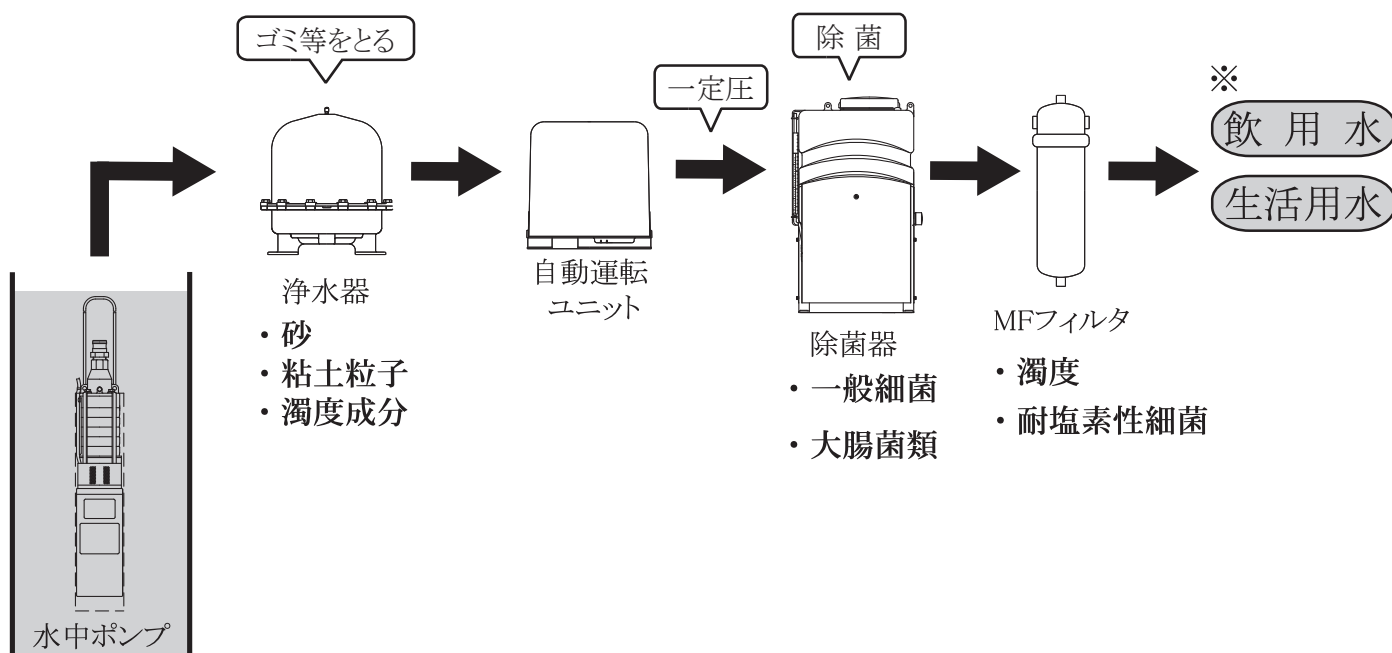 ゴミ等をとる
一定圧
除菌
※
飲用水
生活用水
浄水器
・砂
・粘土粒子
・濁度成分
自動運転
ユニット
除菌器
・一般細菌
・大腸菌類
MFフィルタ
・濁度
・耐塩素性細菌
水中ポンプ